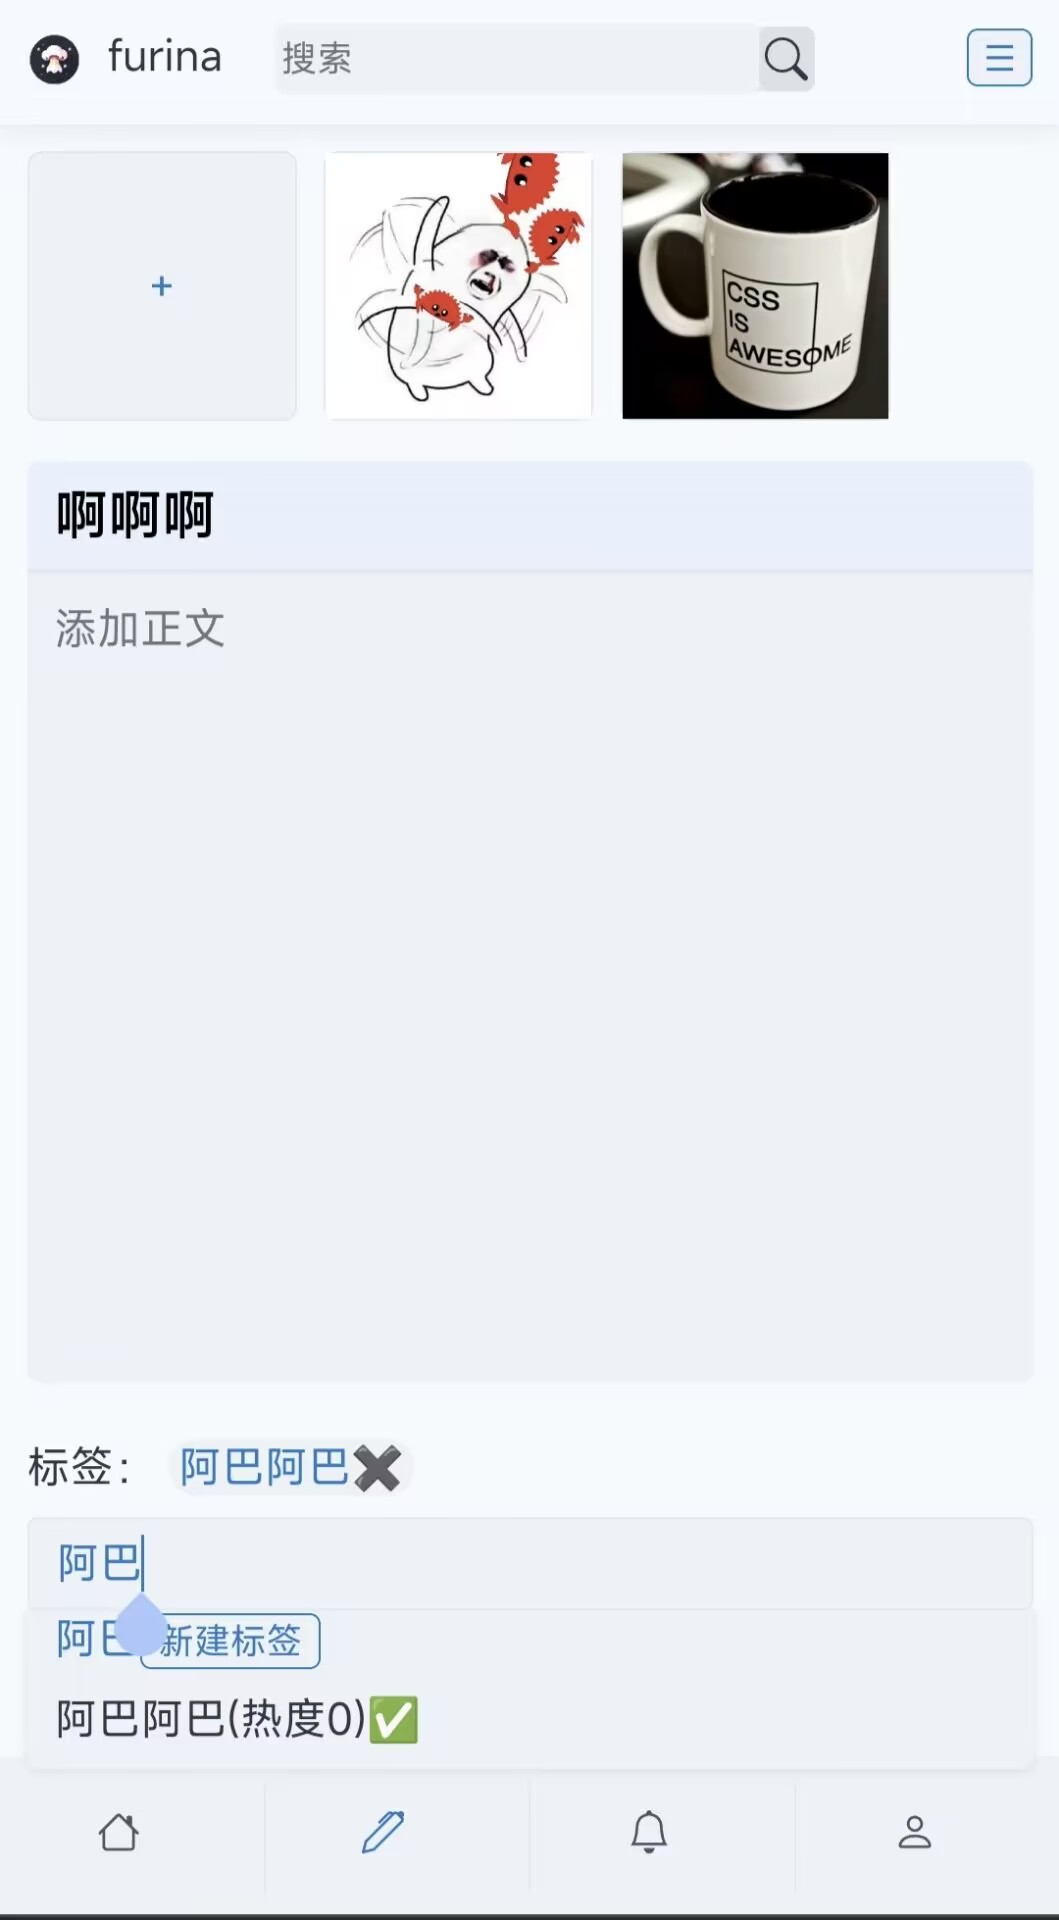 furina
搜索
+
CSS
IS
AWESOME
啊啊啊
添加正文
标签： 阿巴阿巴✖
阿巴
阿 新建标签
阿巴阿巴(热度0)✅